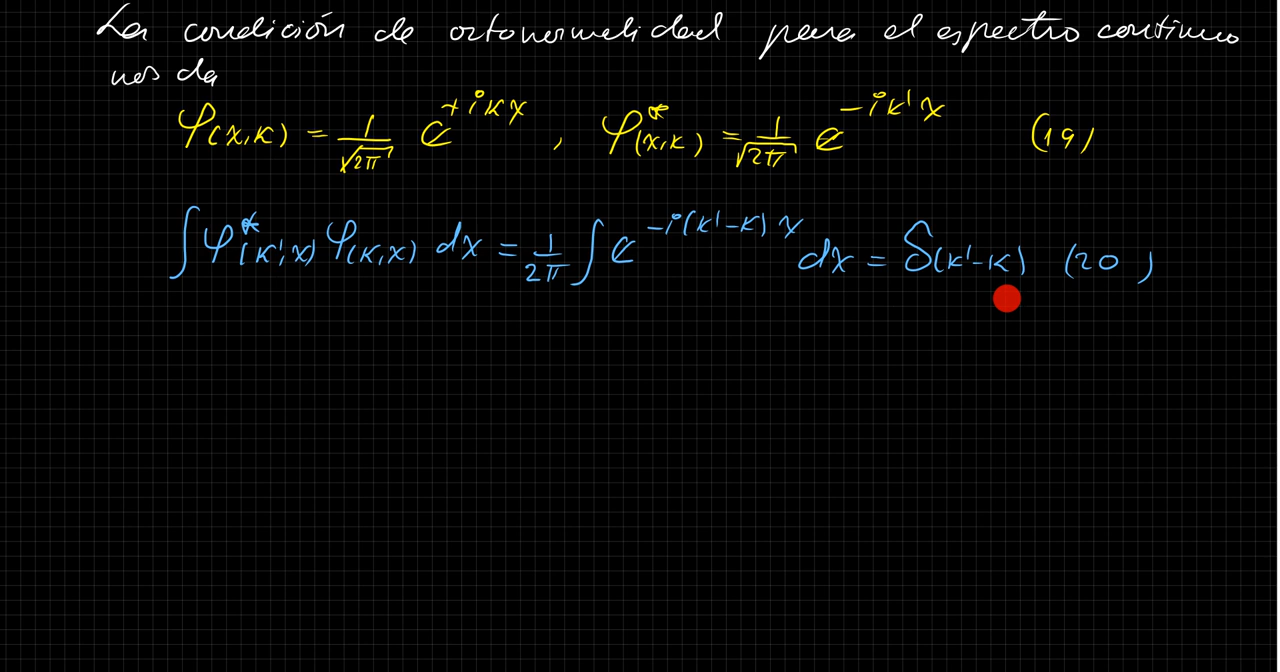 La condición de ortonormalidad para el espectro continuo
nos da
φ(x,k) = 1/√2π e^{+ikx} , φ*(x,k) = 1/√2π e^{-ik'x} (19)
∫φ*(k',x) φ(k,x) dx = 1/2π ∫ e^{-i(k'-k)x} dx = δ(k'-k) (20)